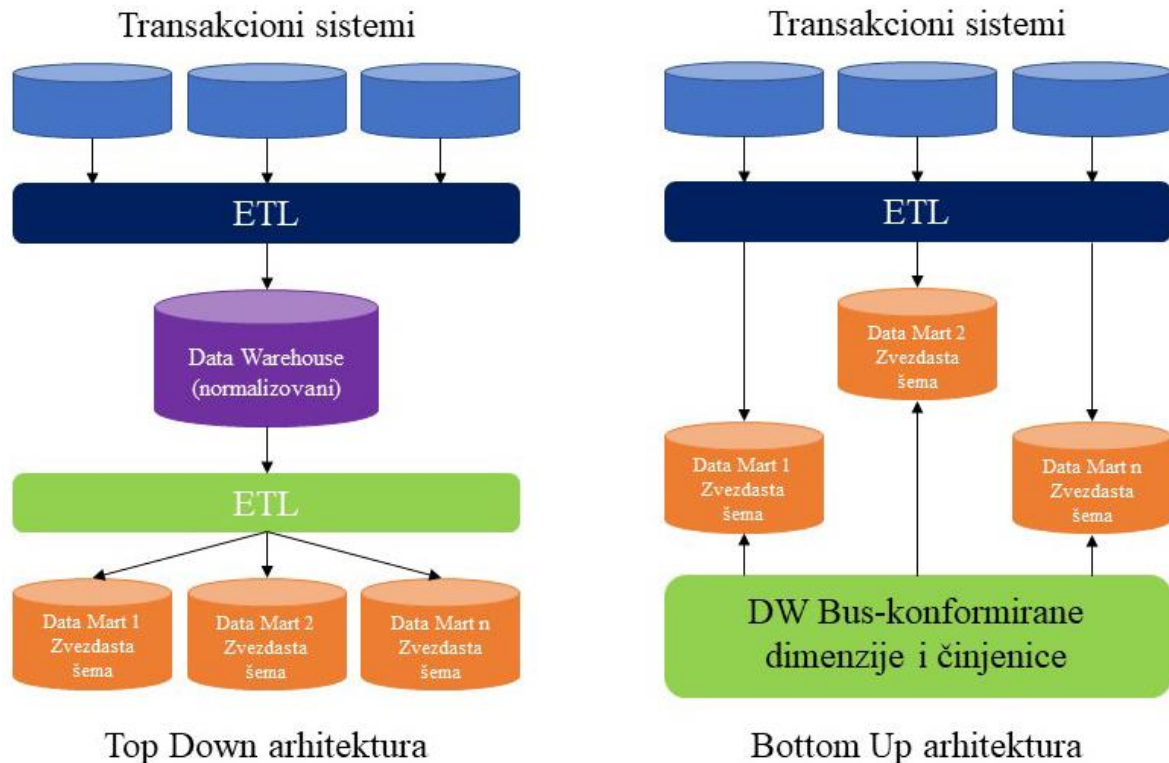 Transakcioni sistemi
ETL
Data Warehouse
(normalizovani)
ETL
Data Mart 1
Zvezdasta
šema
Data Mart 2
Zvezdasta
šema
Data Mart n
Zvezdasta
šema
Top Down arhitektura
Transakcioni sistemi
ETL
Data Mart 2
Zvezdasta
šema
Data Mart 1
Zvezdasta
šema
Data Mart n
Zvezdasta
šema
DW Bus-konformirane
dimenzije i činjenice
Bottom Up arhitektura